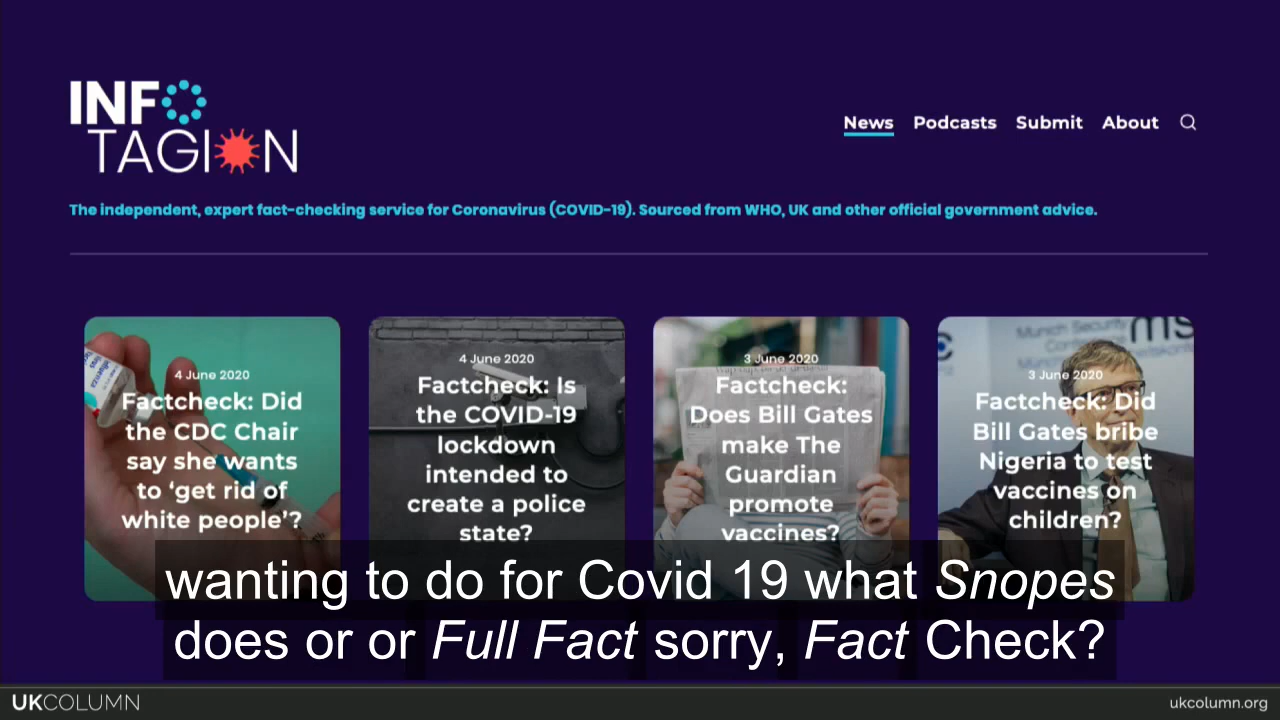 INFO
TAGION
News Podcasts Submit About
The independent, expert fact-checking service for Coronavirus (COVID-19). Sourced from WHO, UK and other official government advice.
4 June 2020
Factcheck: Did
the CDC Chair
say she wants
to ‘get rid of
white people’?
4 June 2020
Factcheck: Is
the COVID-19
lockdown
intended to
create a police
state?
3 June 2020
Factcheck:
Does Bill Gates
make The
Guardian
promote
vaccines?
Munich Security
ms
3 June 2020
Factcheck: Did
Bill Gates bribe
Nigeria to test
vaccines on
children?
wanting to do for Covid 19 what Snopes
does or or Full Fact sorry, Fact Check?
UKCOLUMN
ukcolumn.org